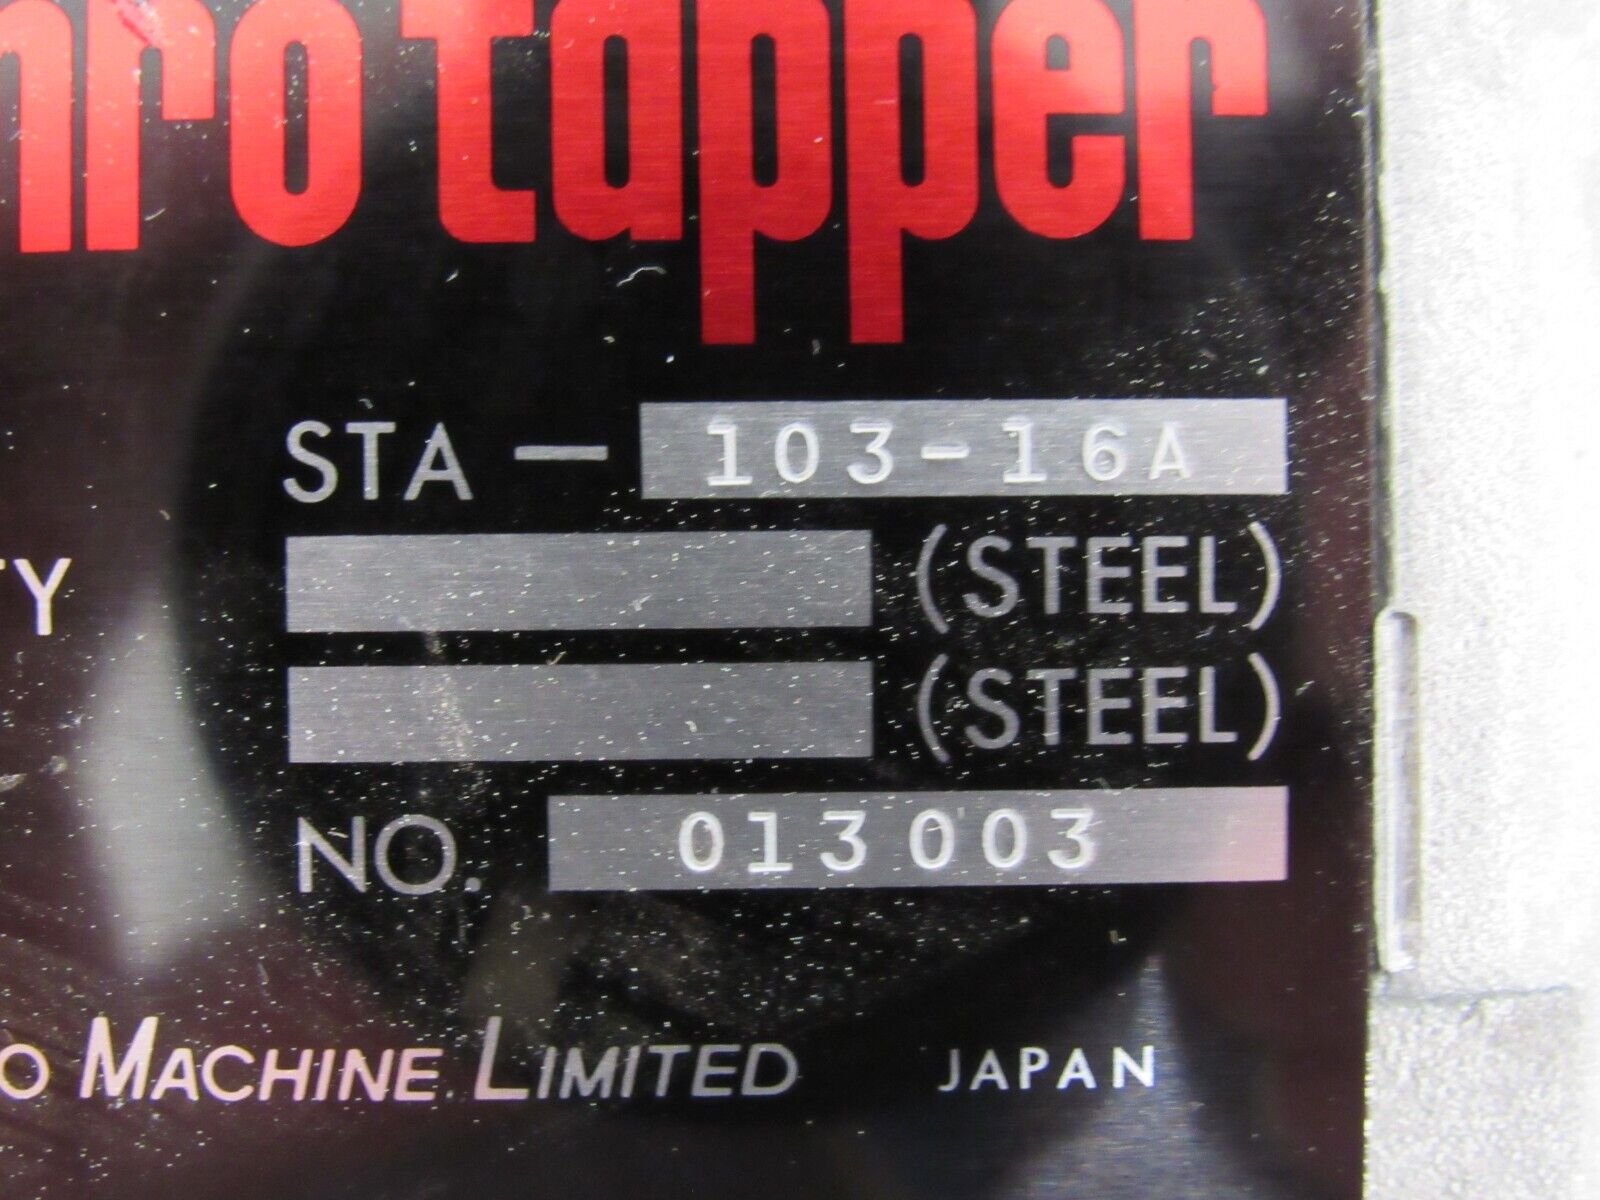 nro tapper
STA - 103-16A
TY (STEEL)
(STEEL)
NO. 013003
O MACHINE LIMITED JAPAN